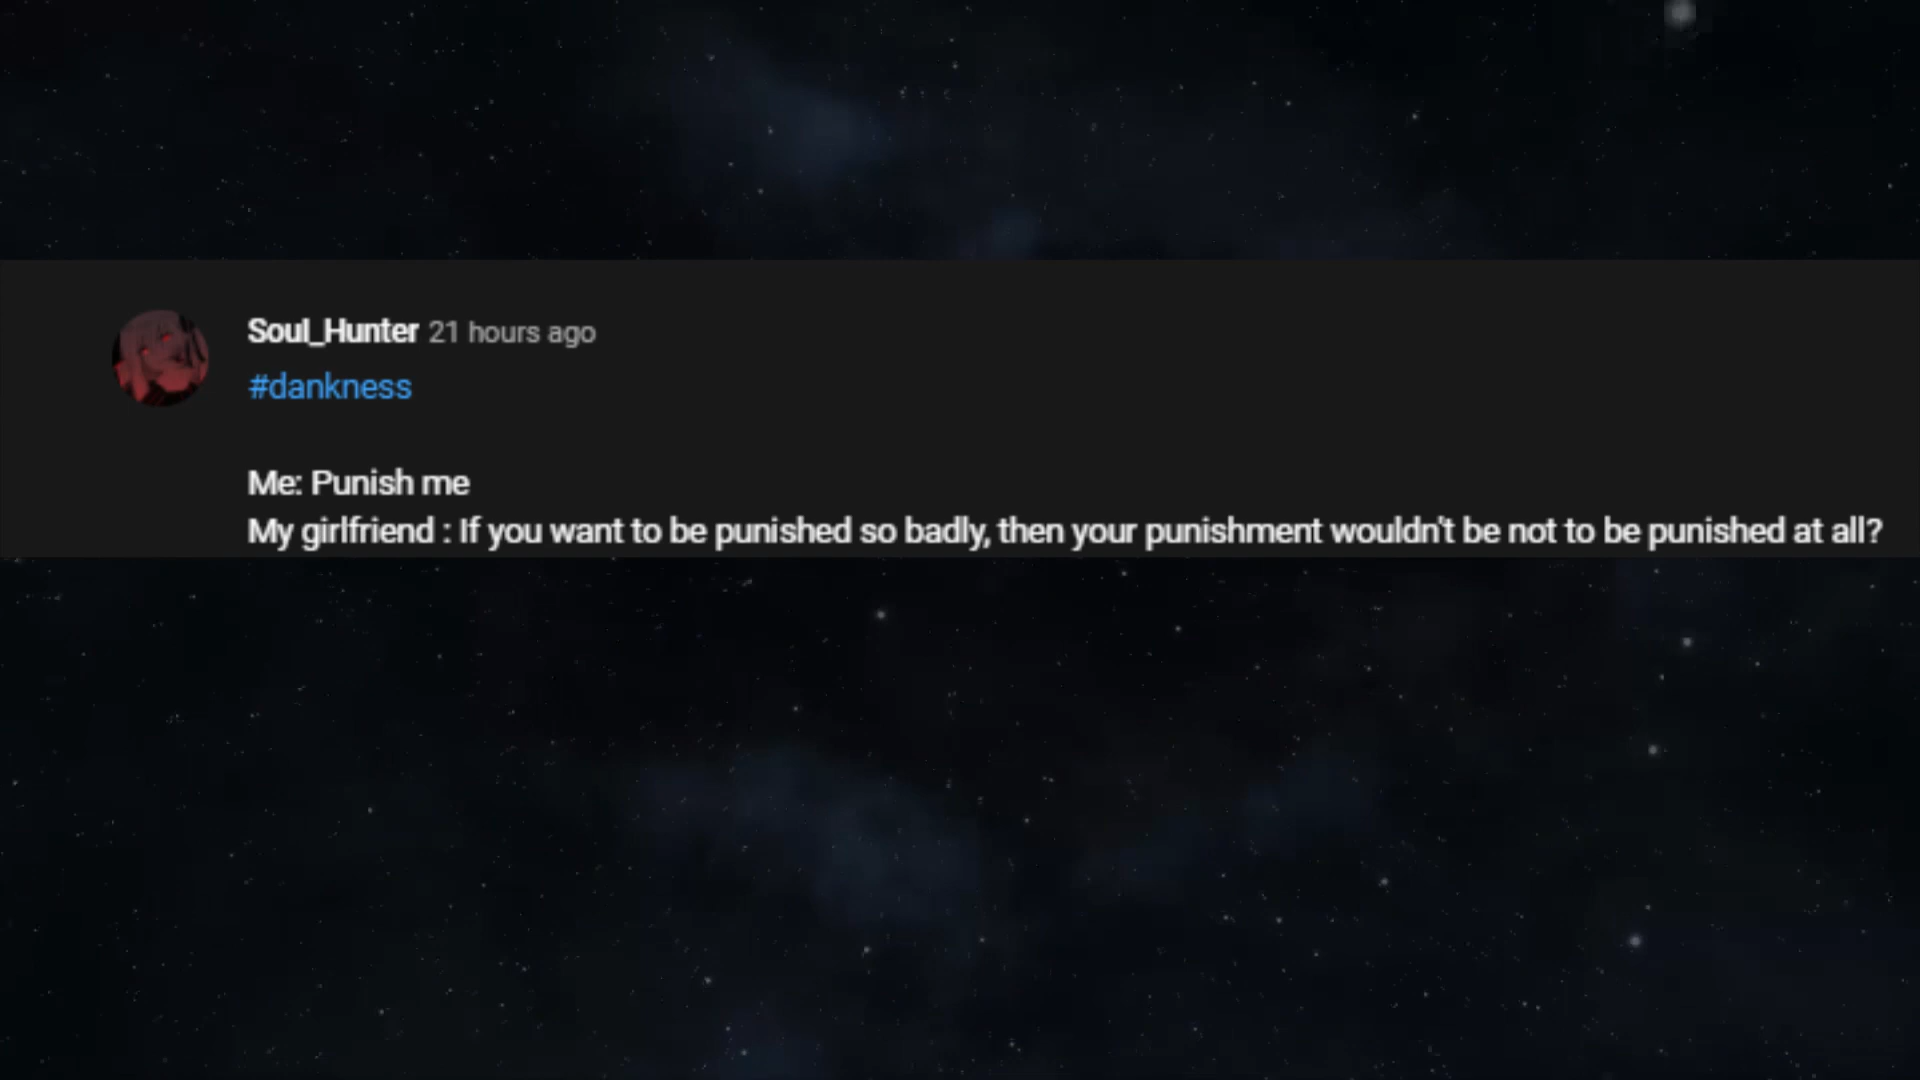 Soul_Hunter 21 hours ago
#dankness
Me: Punish me
My girlfriend : If you want to be punished so badly, then your punishment wouldn't be not to be punished at all?